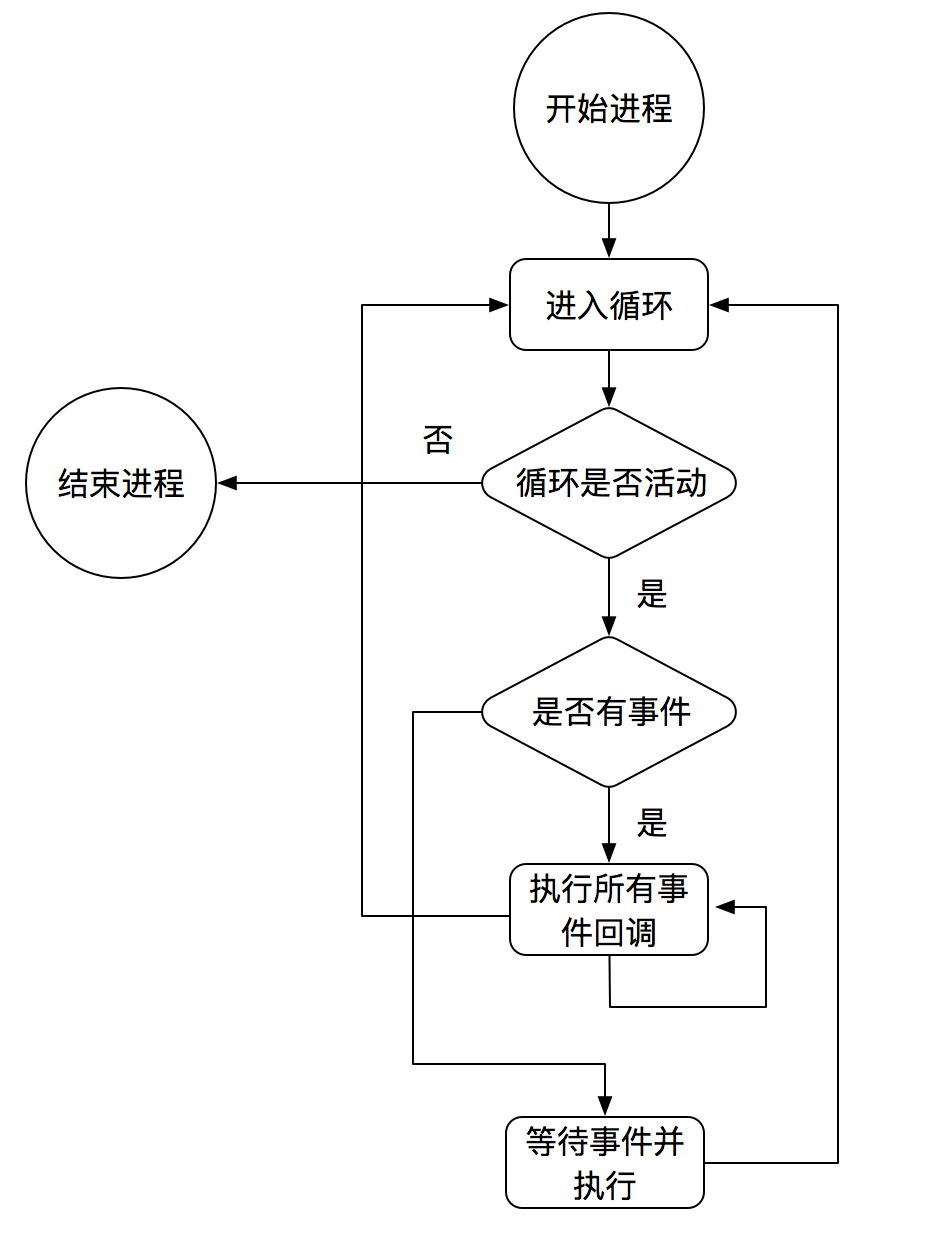 开始进程
进入循环
否
结束进程
循环是否活动
是
是否有事件
是
执行所有事
件回调
等待事件并
执行